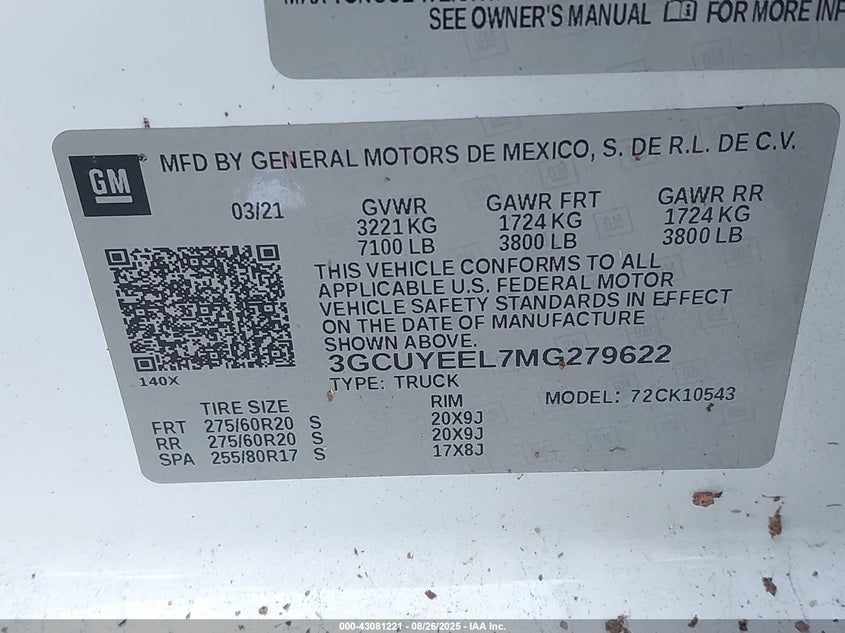 SEE OWNER'S MANUAL FOR MORE INF
GM
MFD BY GENERAL MOTORS DE MEXICO, S. DE R.L. DE C.V.
03/21 GVWR GAWR FRT GAWR RR
3221 KG 1724 KG 1724 KG
7100 LB 3800 LB 3800 LB
THIS VEHICLE CONFORMS TO ALL
APPLICABLE U.S. FEDERAL MOTOR
VEHICLE SAFETY STANDARDS IN EFFECT
ON THE DATE OF MANUFACTURE
SHOWN ABOVE.
3GCUYEEL7MG279622
140X
TYPE: TRUCK
MODEL: 72CK10543
TIRE SIZE RIM
FRT 275/60R20 S 20X9J
RR 275/60R20 S 20X9J
SPA 255/80R17 S 17X8J
000-43081221 - 08/26/2025 - IAA Inc.